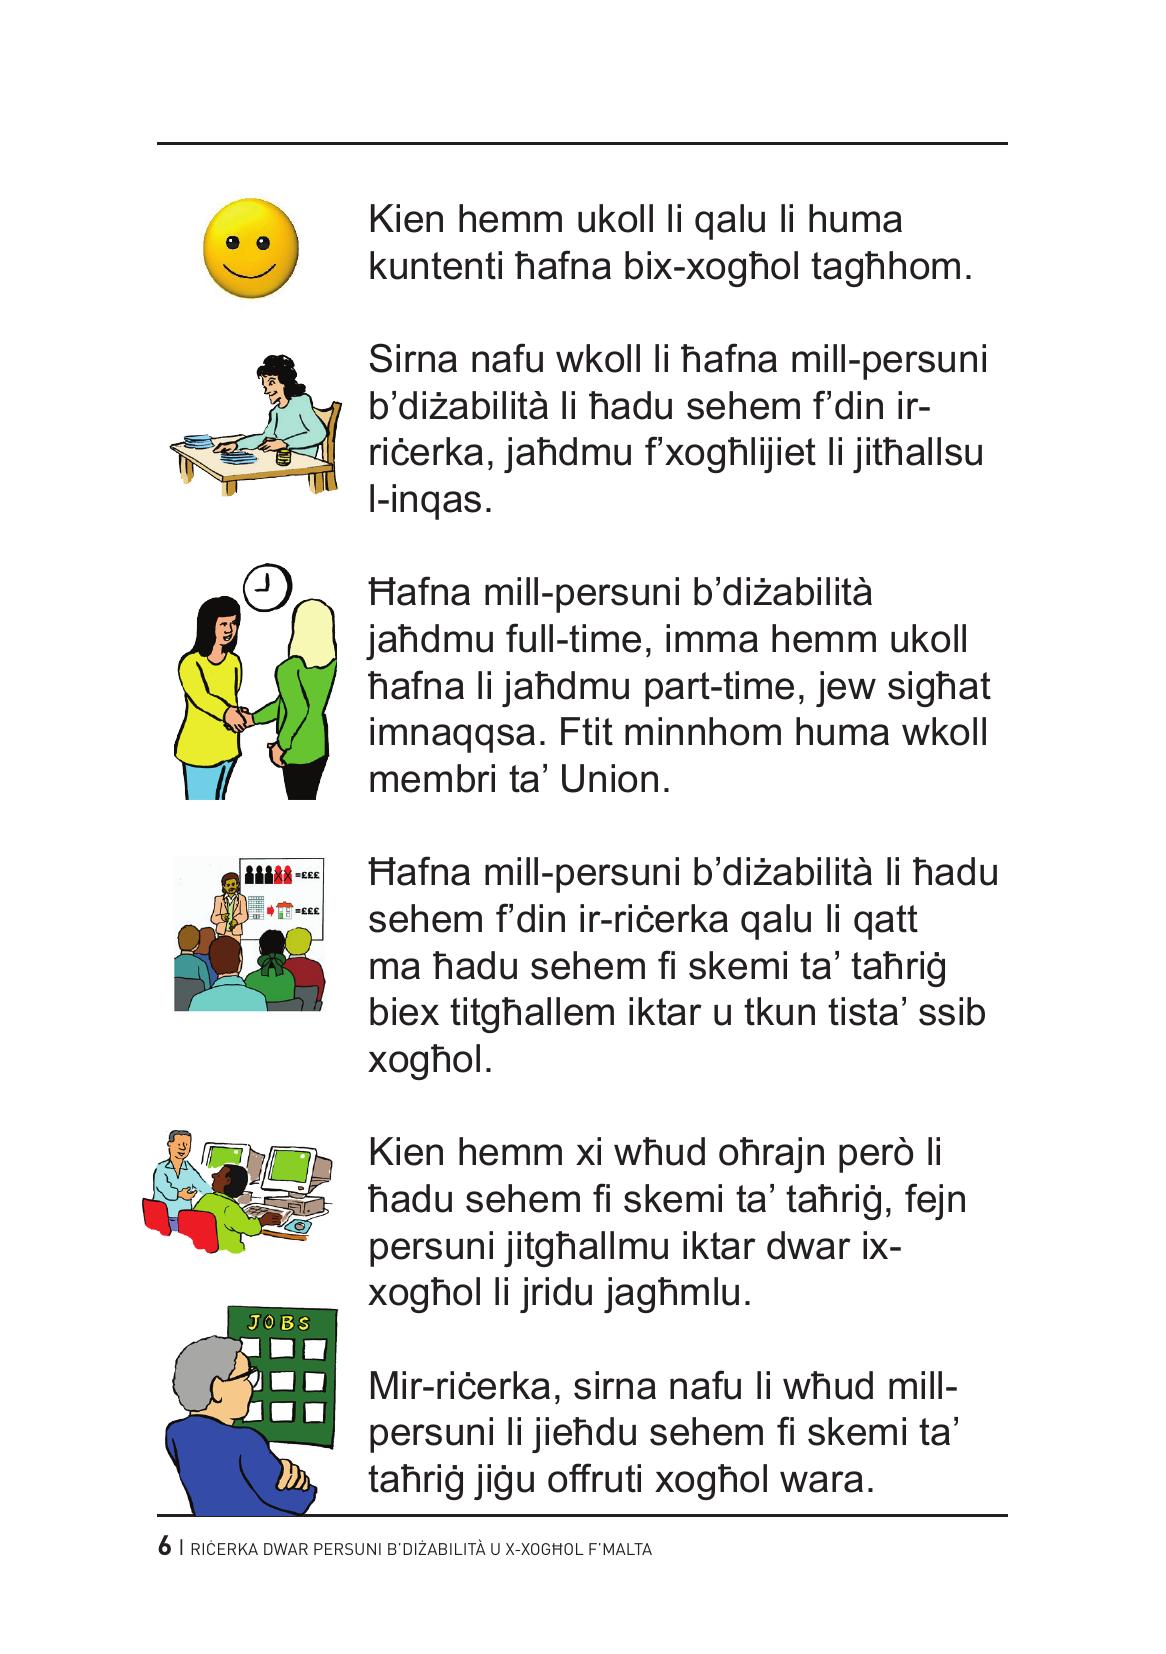 Kien hemm ukoll li qalu li huma
kuntenti ħafna bix-xogħol tagħhom.
Sirna nafu wkoll li ħafna mill-persuni
b’diżabilità li ħadu sehem f’din ir-
riċerka, jaħdmu f’xogħlijiet li jitħallsu
l-inqas.
Ħafna mill-persuni b’diżabilità
jaħdmu full-time, imma hemm ukoll
ħafna li jaħdmu part-time, jew sigħat
imnaqqsa. Ftit minnhom huma wkoll
membri ta’ Union.
=£££
=£££
Ħafna mill-persuni b’diżabilità li ħadu
sehem f’din ir-riċerka qalu li qatt
ma ħadu sehem fi skemi ta’ taħriġ
biex titgħallem iktar u tkun tista’ ssib
xogħol.
Kien hemm xi wħud oħrajn però li
ħadu sehem fi skemi ta’ taħriġ, fejn
persuni jitgħallmu iktar dwar ix-
xogħol li jridu jagħmlu.
JOBS
Mir-riċerka, sirna nafu li wħud mill-
persuni li jieħdu sehem fi skemi ta’
taħriġ jiġu offruti xogħol wara.
6 | RIĊERKA DWAR PERSUNI B’DIŻABILITÀ U X-XOGĦOL F’MALTA